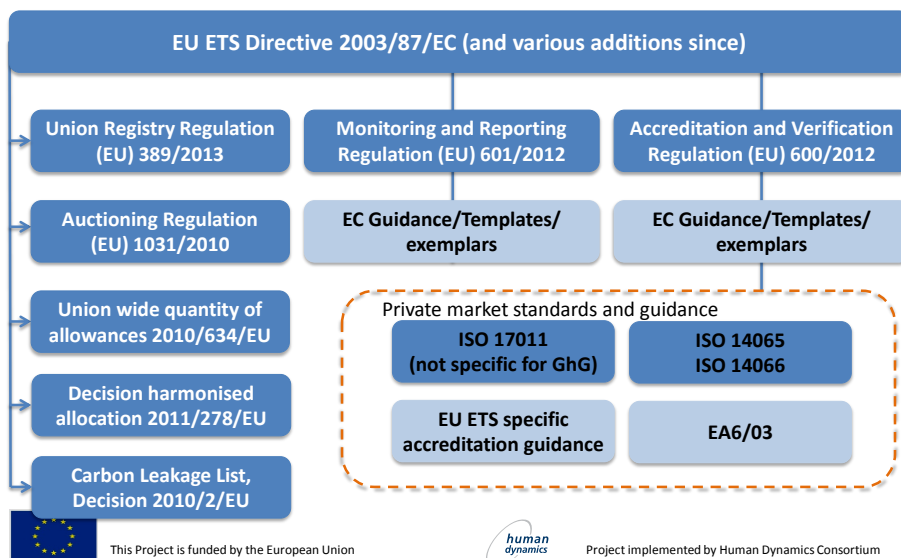 EU ETS Directive 2003/87/EC (and various additions since)
Union Registry Regulation
(EU) 389/2013
Monitoring and Reporting
Regulation (EU) 601/2012
Accreditation and Verification
Regulation (EU) 600/2012
Auctioning Regulation
(EU) 1031/2010
EC Guidance/Templates/
exemplars
EC Guidance/Templates/
exemplars
Union wide quantity of
allowances 2010/634/EU
Decision harmonised
allocation 2011/278/EU
Carbon Leakage List,
Decision 2010/2/EU
Private market standards and guidance
ISO 17011
(not specific for GhG)
ISO 14065
ISO 14066
EU ETS specific
accreditation guidance
EA6/03
This Project is funded by the European Union
human
dynamics
Project implemented by Human Dynamics Consortium